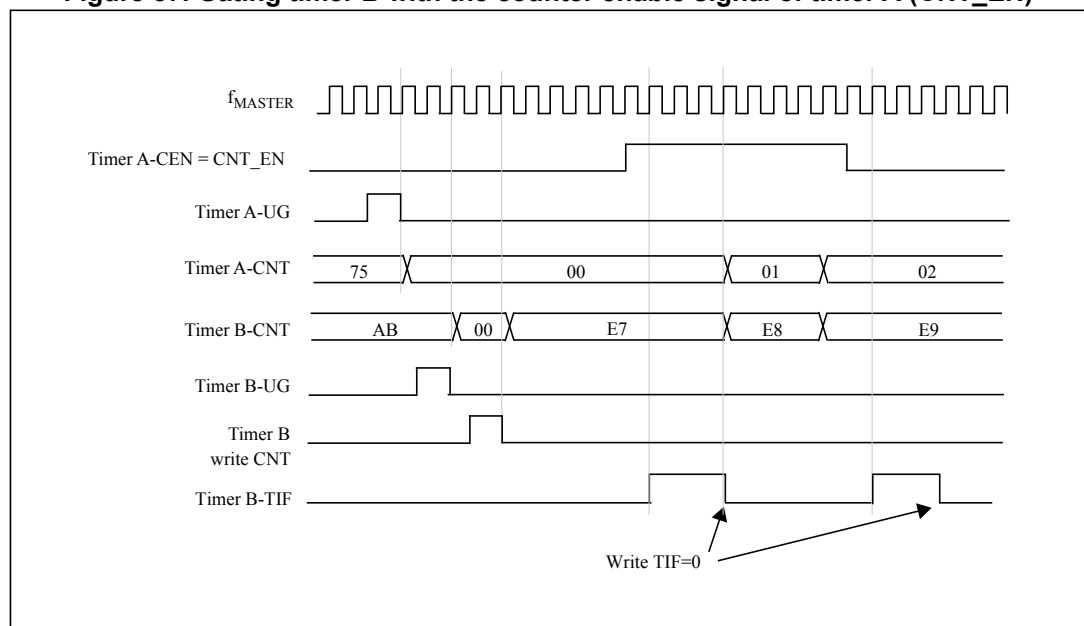 Figure 57. Gating timer B with the counter enable signal of timer A (CNT_EN)
fMASTER
Timer A-CEN = CNT_EN
Timer A-UG
Timer A-CNT
75
00
01
02
Timer B-CNT
AB
00
E7
E8
E9
Timer B-UG
Timer B
write CNT
Timer B-TIF
Write TIF=0